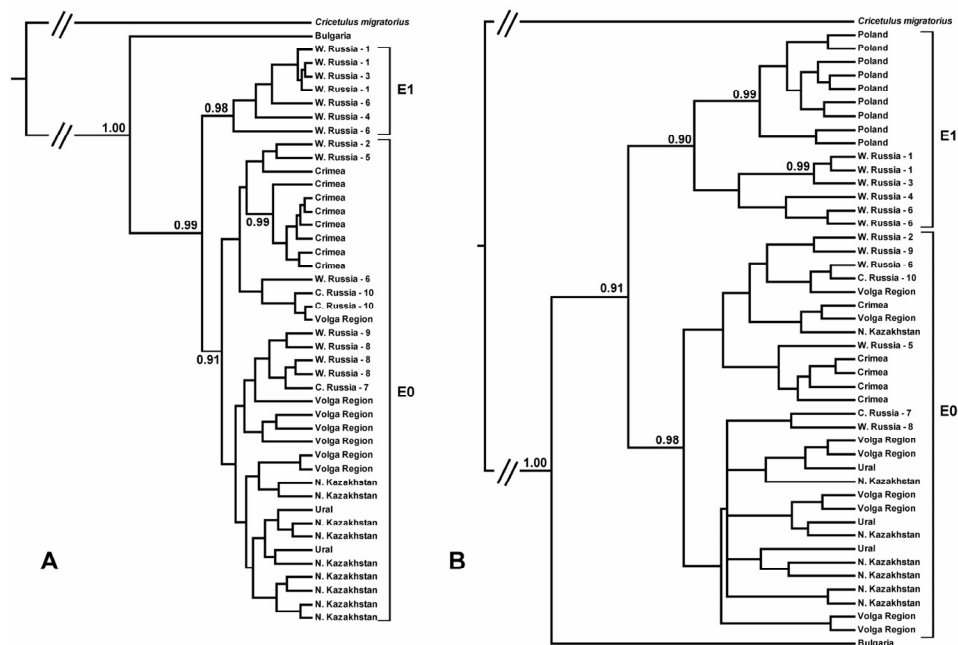 Cricetulus migratorius
Bulgaria
W. Russia - 1
W. Russia - 1
W. Russia - 3
W. Russia - 1
W. Russia - 6
W. Russia - 4
W. Russia - 6
E1
0.98
1.00
W. Russia - 2
W. Russia - 5
Crimea
Crimea
Crimea
Crimea
Crimea
Crimea
Crimea
Crimea
0.99
0.99
W. Russia - 6
C. Russia - 10
C. Russia - 10
Volga Region
W. Russia - 9
W. Russia - 8
W. Russia - 8
W. Russia - 8
C. Russia - 7
0.91
E0
Volga Region
Volga Region
Volga Region
Volga Region
Volga Region
Volga Region
N. Kazakhstan
N. Kazakhstan
Ural
N. Kazakhstan
N. Kazakhstan
Ural
N. Kazakhstan
N. Kazakhstan
N. Kazakhstan
N. Kazakhstan
N. Kazakhstan
A
Cricetulus migratorius
Poland
Poland
Poland
Poland
Poland
Poland
Poland
Poland
Poland
0.99
0.90
E1
W. Russia - 1
W. Russia - 1
W. Russia - 3
0.99
W. Russia - 4
W. Russia - 6
W. Russia - 6
W. Russia - 2
W. Russia - 9
W. Russia - 6
C. Russia - 10
Volga Region
0.91
Crimea
Volga Region
N. Kazakhstan
W. Russia - 5
Crimea
Crimea
Crimea
Crimea
C. Russia - 7
W. Russia - 8
E0
0.98
1.00
Volga Region
Volga Region
Ural
N. Kazakhstan
Volga Region
Volga Region
Ural
N. Kazakhstan
Ural
N. Kazakhstan
N. Kazakhstan
N. Kazakhstan
N. Kazakhstan
Volga Region
Volga Region
Bulgaria
B